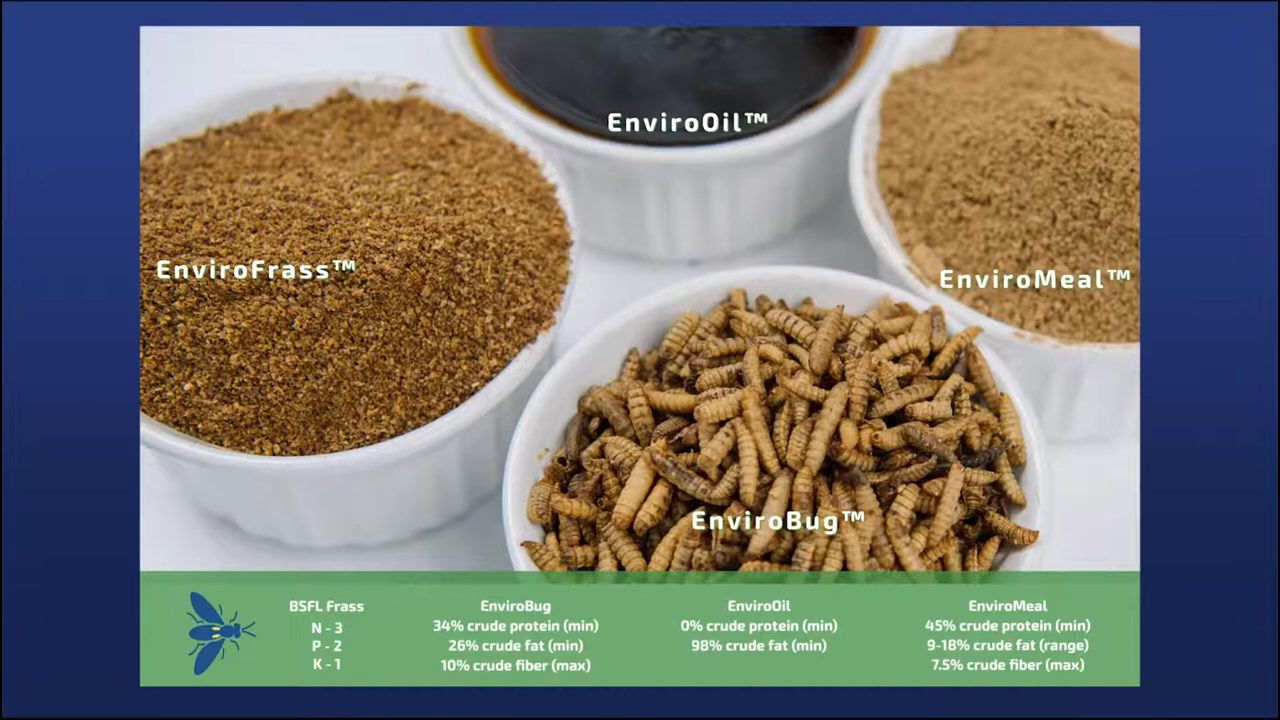 EnviroOil™
EnviroFrass™
EnviroMeal™
EnviroBug™
BSFL Frass
N - 3
P - 2
K - 1
EnviroBug
34% crude protein (min)
26% crude fat (min)
10% crude fiber (max)
EnviroOil
0% crude protein (min)
98% crude fat (min)
EnviroMeal
45% crude protein (min)
9-18% crude fat (range)
7.5% crude fiber (max)